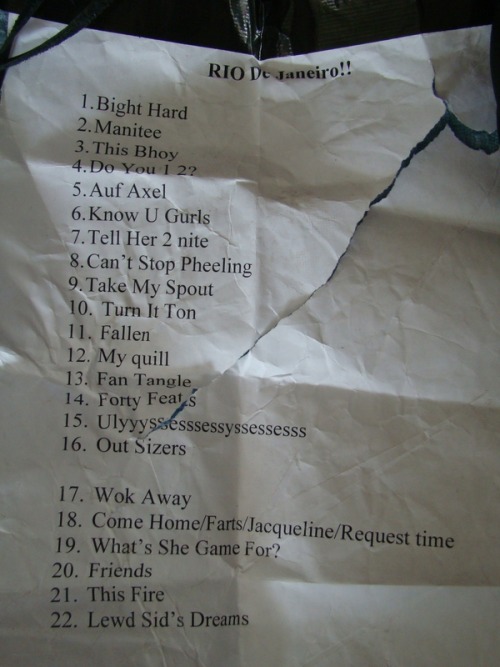 RIO De Janeiro!!
1.Bight Hard
2.Manitee
3.This Bhoy
4.Do You 1 2?
5.Auf Axel
6.Know U Gurls
7.Tell Her 2 nite
8.Can't Stop Pheeling
9.Take My Spout
10. Turn It Ton
11. Fallen
12. My quill
13. Fan Tangle
14. Forty Feats
15. Ulyyyssesssessyssessesss
16. Out Sizers
17. Wok Away
18. Come Home/Farts/Jacqueline/Request time
19. What's She Game For?
20. Friends
21. This Fire
22. Lewd Sid's Dreams